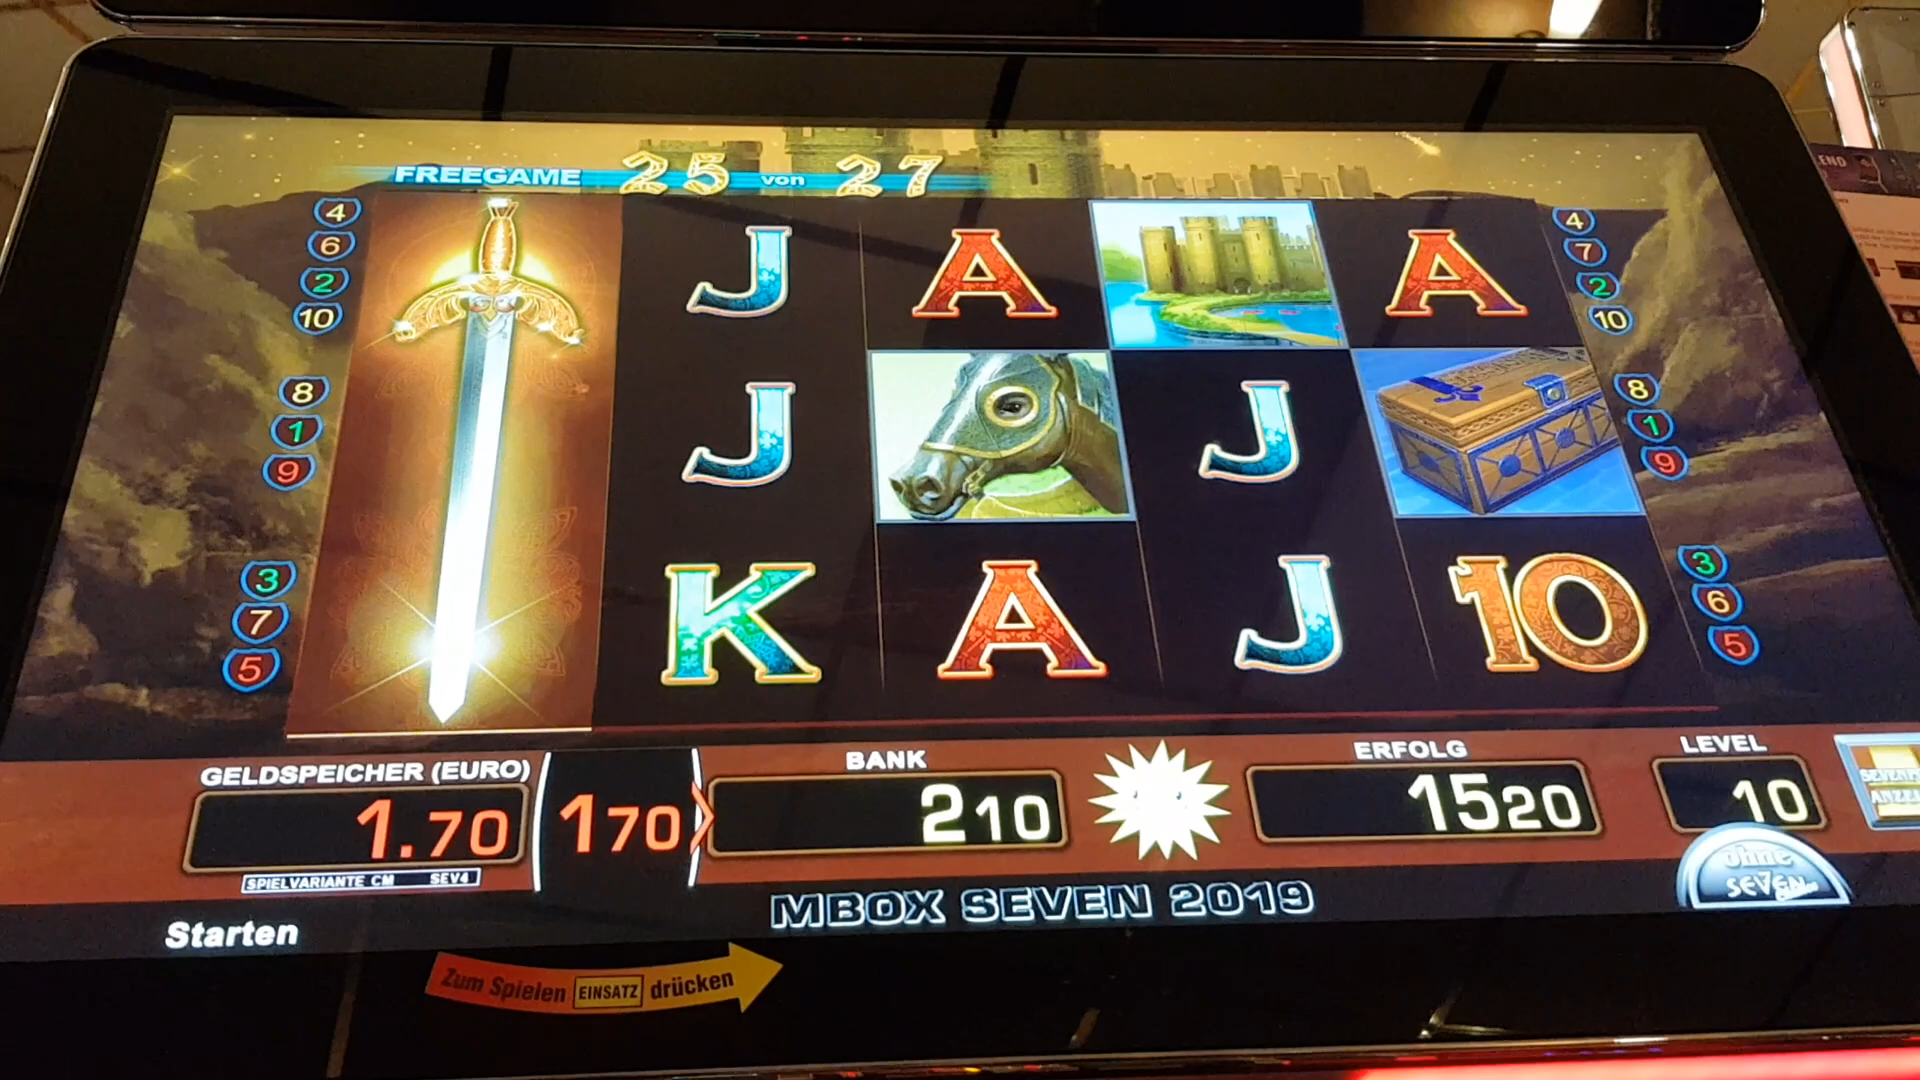 FREEGAME 25 von 27
4
6
2
10
8
1
9
3
7
5
J A A
J J
K A J 10
4
7
2
10
8
1
9
3
6
5
GELDSPEICHER (EURO) BANK ERFOLG LEVEL
1.70 170 210 1520 10
SPIELVARIANTE CM SEV4
MBOX SEVEN 2019
ohne
SEVEN
Starten
Zum Spielen EINSATZ drücken